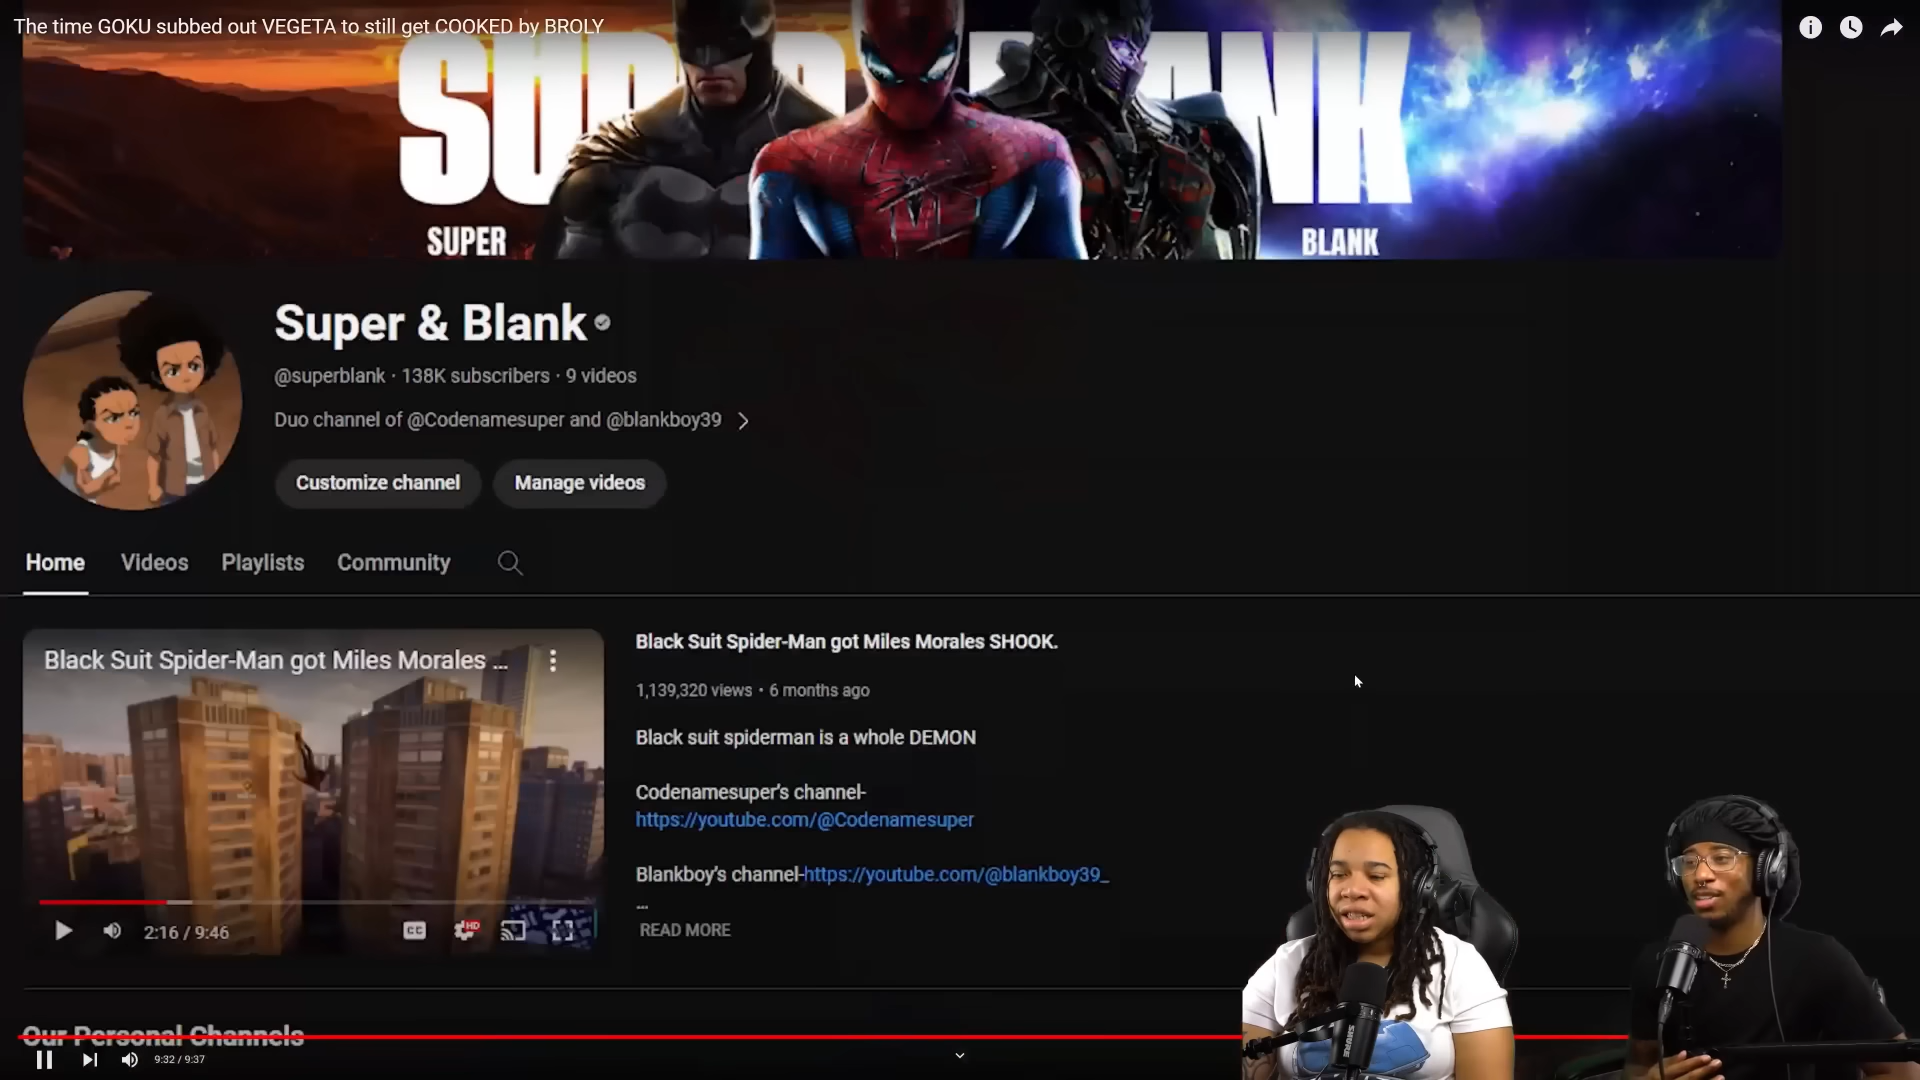 The time GOKU subbed out VEGETA to still get COOKED by BROLY
SUPER
BLANK
Super & Blank
@superblank · 138K subscribers · 9 videos
Duo channel of @Codenamesuper and @blankboy39
Customize channel
Manage videos
Home
Videos
Playlists
Community
Black Suit Spider-Man got Miles Morales ...
CC
HD
2:16 / 9:46
Black Suit Spider-Man got Miles Morales SHOOK.
1,139,320 views • 6 months ago
Black suit spiderman is a whole DEMON
Codenamesuper's channel-
https://youtube.com/@Codenamesuper
Blankboy's channel-https://youtube.com/@blankboy39_
...
READ MORE
Our Personal Channels
9:32 / 9:37
SHURE